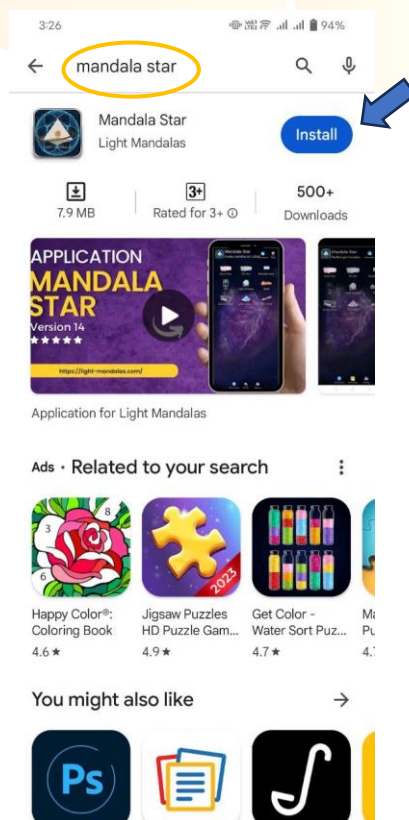 3:26
94%
mandala star
Mandala Star
Light Mandalas
Install
3+
500+
7.9 MB
Rated for 3+
Downloads
APPLICATION
MANDALA
STAR
Version 14
https://light-mandalas.com/
Application for Light Mandalas
Ads · Related to your search
8
3
6
2023
Happy Color®:
Coloring Book
4.6 ★
Jigsaw Puzzles
HD Puzzle Gam...
4.9 ★
Get Color -
Water Sort Puz...
4.7 ★
You might also like
Ps